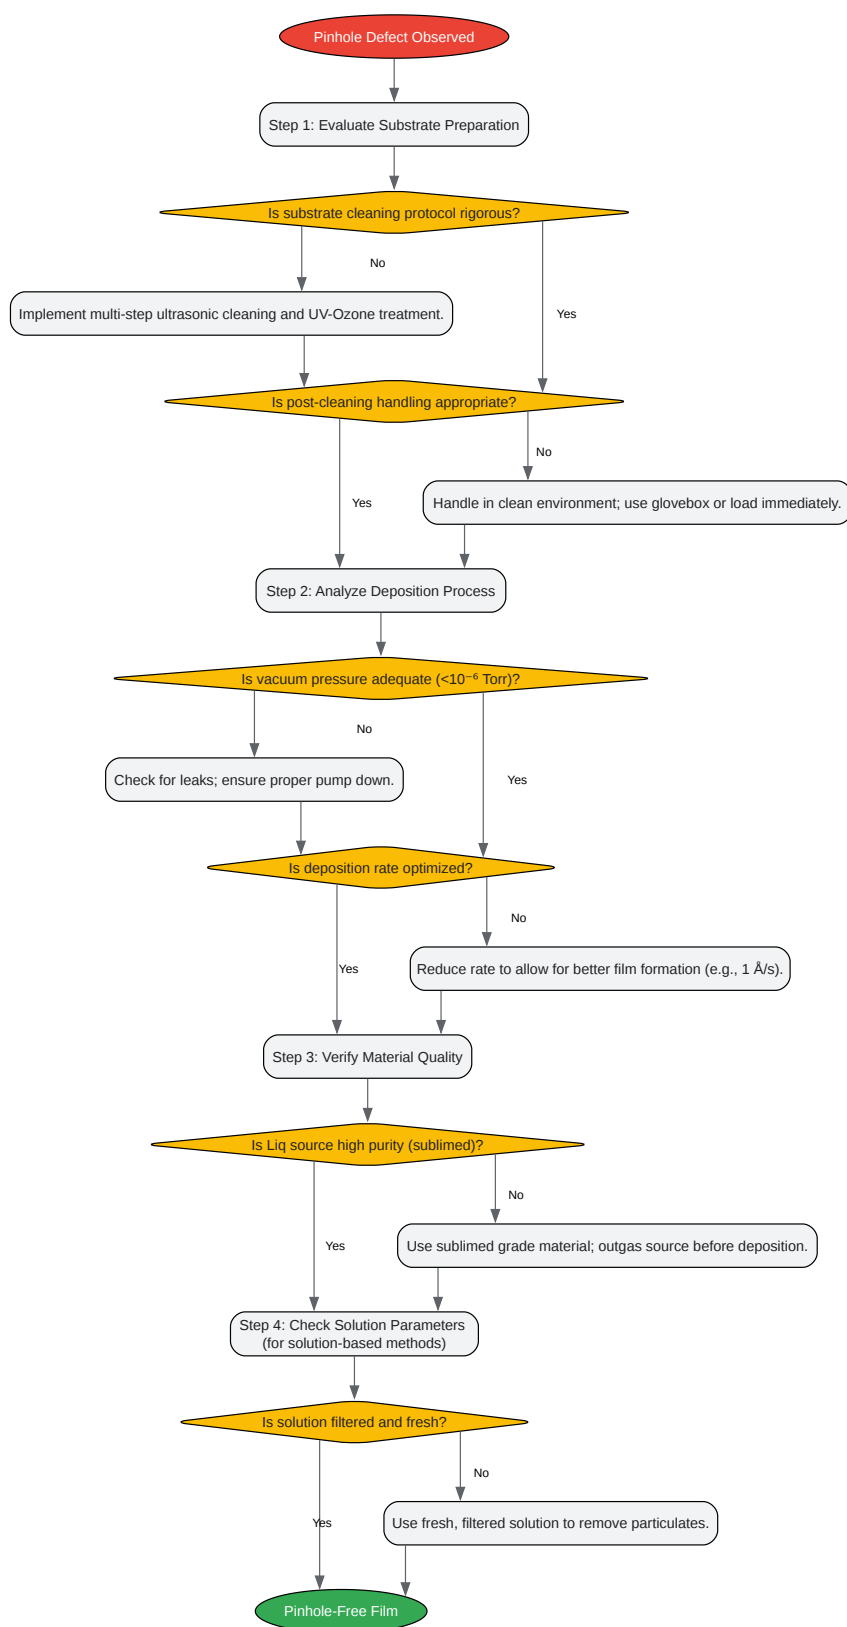 Pinhole Defect Observed
Step 1: Evaluate Substrate Preparation
Is substrate cleaning protocol rigorous?
No
Implement multi-step ultrasonic cleaning and UV-Ozone treatment.
Yes
Is post-cleaning handling appropriate?
No
Yes
Handle in clean environment; use glovebox or load immediately.
Step 2: Analyze Deposition Process
Is vacuum pressure adequate (<10⁻⁶ Torr)?
No
Check for leaks; ensure proper pump down.
Yes
Is deposition rate optimized?
No
Yes
Reduce rate to allow for better film formation (e.g., 1 Å/s).
Step 3: Verify Material Quality
Is Liq source high purity (sublimed)?
No
Yes
Use sublimed grade material; outgas source before deposition.
Step 4: Check Solution Parameters
(for solution-based methods)
Is solution filtered and fresh?
No
Yes
Use fresh, filtered solution to remove particulates.
Pinhole-Free Film